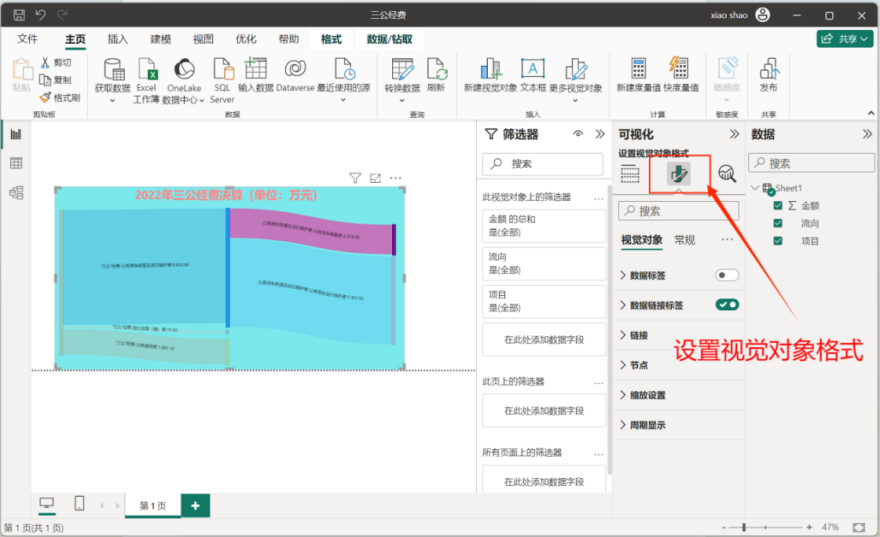 三公经费
xiao shao
文件 主页 插入 建模 视图 优化 帮助 格式 数据/钻取
共享
粘贴
剪切
复制
格式刷
获取数据
Excel
工作簿
OneLake
数据中心
SQL
Server
输入数据
Dataverse
最近使用的源
转换数据
刷新
新建视觉对象
文本框
更多视觉对象
新建度量值
快度量值
敏感度
发布
剪贴板
数据
查询
插入
计算
敏感度
共享
2022年三公经费决算（单位：万元）
筛选器
搜索
此视觉对象上的筛选器
金额 的总和
是(全部)
流向
是(全部)
项目
是(全部)
在此处添加数据字段
此页上的筛选器
在此处添加数据字段
所有页面上的筛选器
在此处添加数据字段
可视化
设置视觉对象格式
搜索
视觉对象 常规
数据标签
数据链接标签
链接
节点
缩放设置
周期显示
数据
搜索
Sheet1
∑ 金额
流向
项目
设置视觉对象格式
第 1 页
第 1 页(共 1 页)
47%